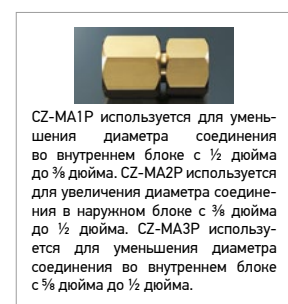 CZ-MA1P используется для умень-
шения диаметра соединения
во внутреннем блоке с ½ дюйма
до ⅜ дюйма. CZ-MA2P используется
для увеличения диаметра соедине-
ния в наружном блоке с ⅜ дюйма
до ½ дюйма. CZ-MA3P использу-
ется для уменьшения диаметра
соединения во внутреннем блоке
с ⅝ дюйма до ½ дюйма.